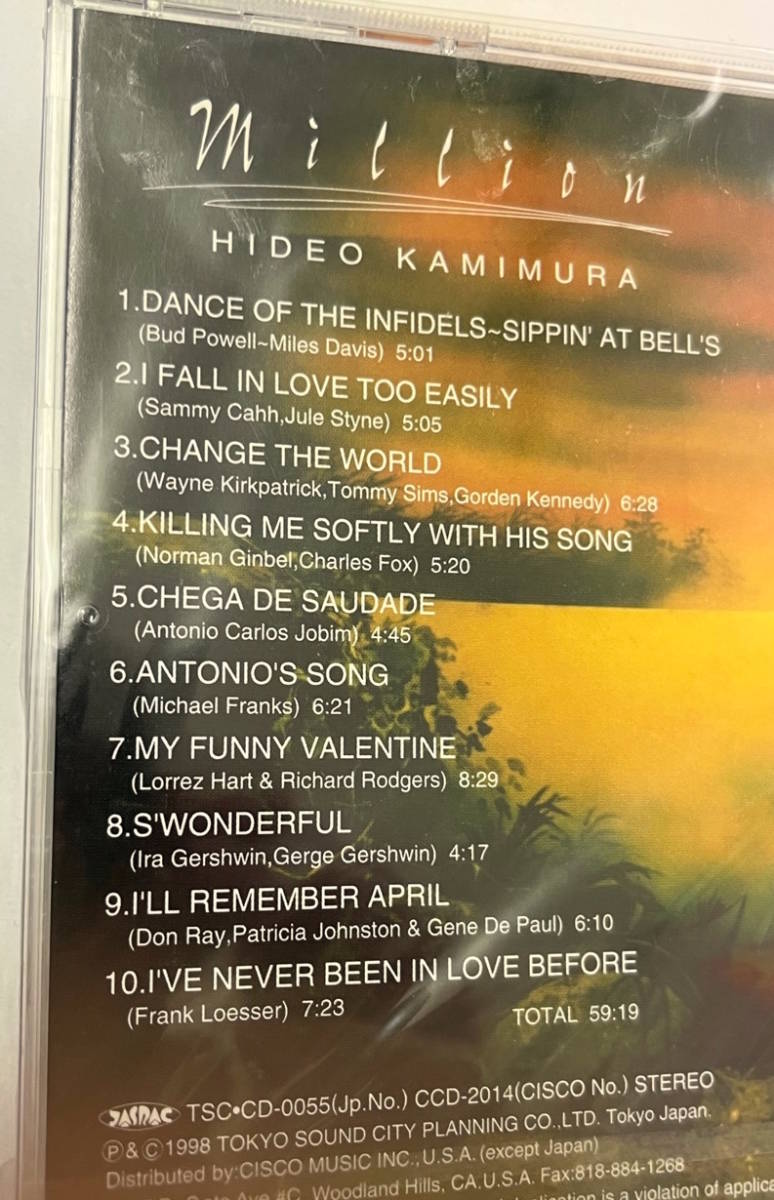 Million
HIDEO KAMIMURA
1.DANCE OF THE INFIDELS~SIPPIN' AT BELL'S
(Bud Powell~Miles Davis) 5:01
2.I FALL IN LOVE TOO EASILY
(Sammy Cahh,Jule Styne) 5:05
3.CHANGE THE WORLD
(Wayne Kirkpatrick,Tommy Sims,Gorden Kennedy) 6:28
4.KILLING ME SOFTLY WITH HIS SONG
(Norman Ginbel,Charles Fox) 5:20
5.CHEGA DE SAUDADE
(Antonio Carlos Jobim) 4:45
6.ANTONIO'S SONG
(Michael Franks) 6:21
7.MY FUNNY VALENTINE
(Lorrez Hart & Richard Rodgers) 8:29
8.S'WONDERFUL
(Ira Gershwin,Gerge Gershwin) 4:17
9.I'LL REMEMBER APRIL
(Don Ray,Patricia Johnston & Gene De Paul) 6:10
10.I'VE NEVER BEEN IN LOVE BEFORE
(Frank Loesser) 7:23 TOTAL 59:19
JASRAC TSC•CD-0055(Jp.No.) CCD-2014(CISCO No.) STEREO
Ⓟ&Ⓒ1998 TOKYO SOUND CITY PLANNING CO.,LTD. Tokyo Japan.
Distributed by:CISCO MUSIC INC.,U.S.A.(except Japan)
Ave #C, Woodland Hills, CA.U.S.A. Fax:818-884-1268
is a violation of